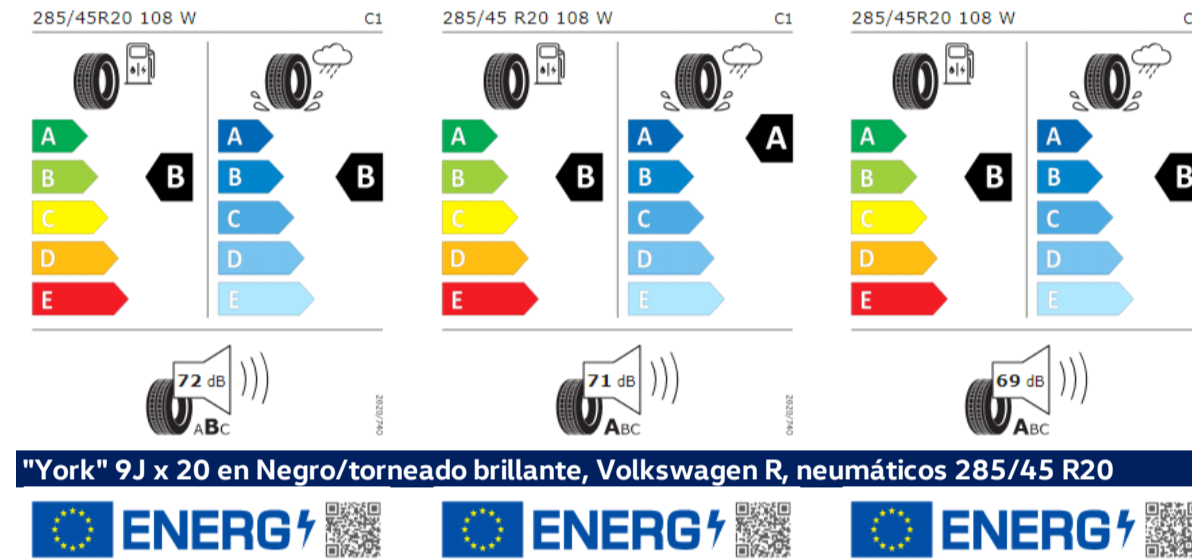 285/45R20 108 W C1
A
B
C
D
E
B
A
B
C
D
E
B
72 dB
ABC
2020/740
285/45 R20 108 W C1
A
B
C
D
E
B
A
B
C
D
E
A
71 dB
ABC
2020/740
285/45R20 108 W C
A
B
C
D
E
B
A
B
C
D
E
B
69 dB
ABC
"York" 9J x 20 en Negro/torneado brillante, Volkswagen R, neumáticos 285/45 R20
ENERG
ENERG
ENERG